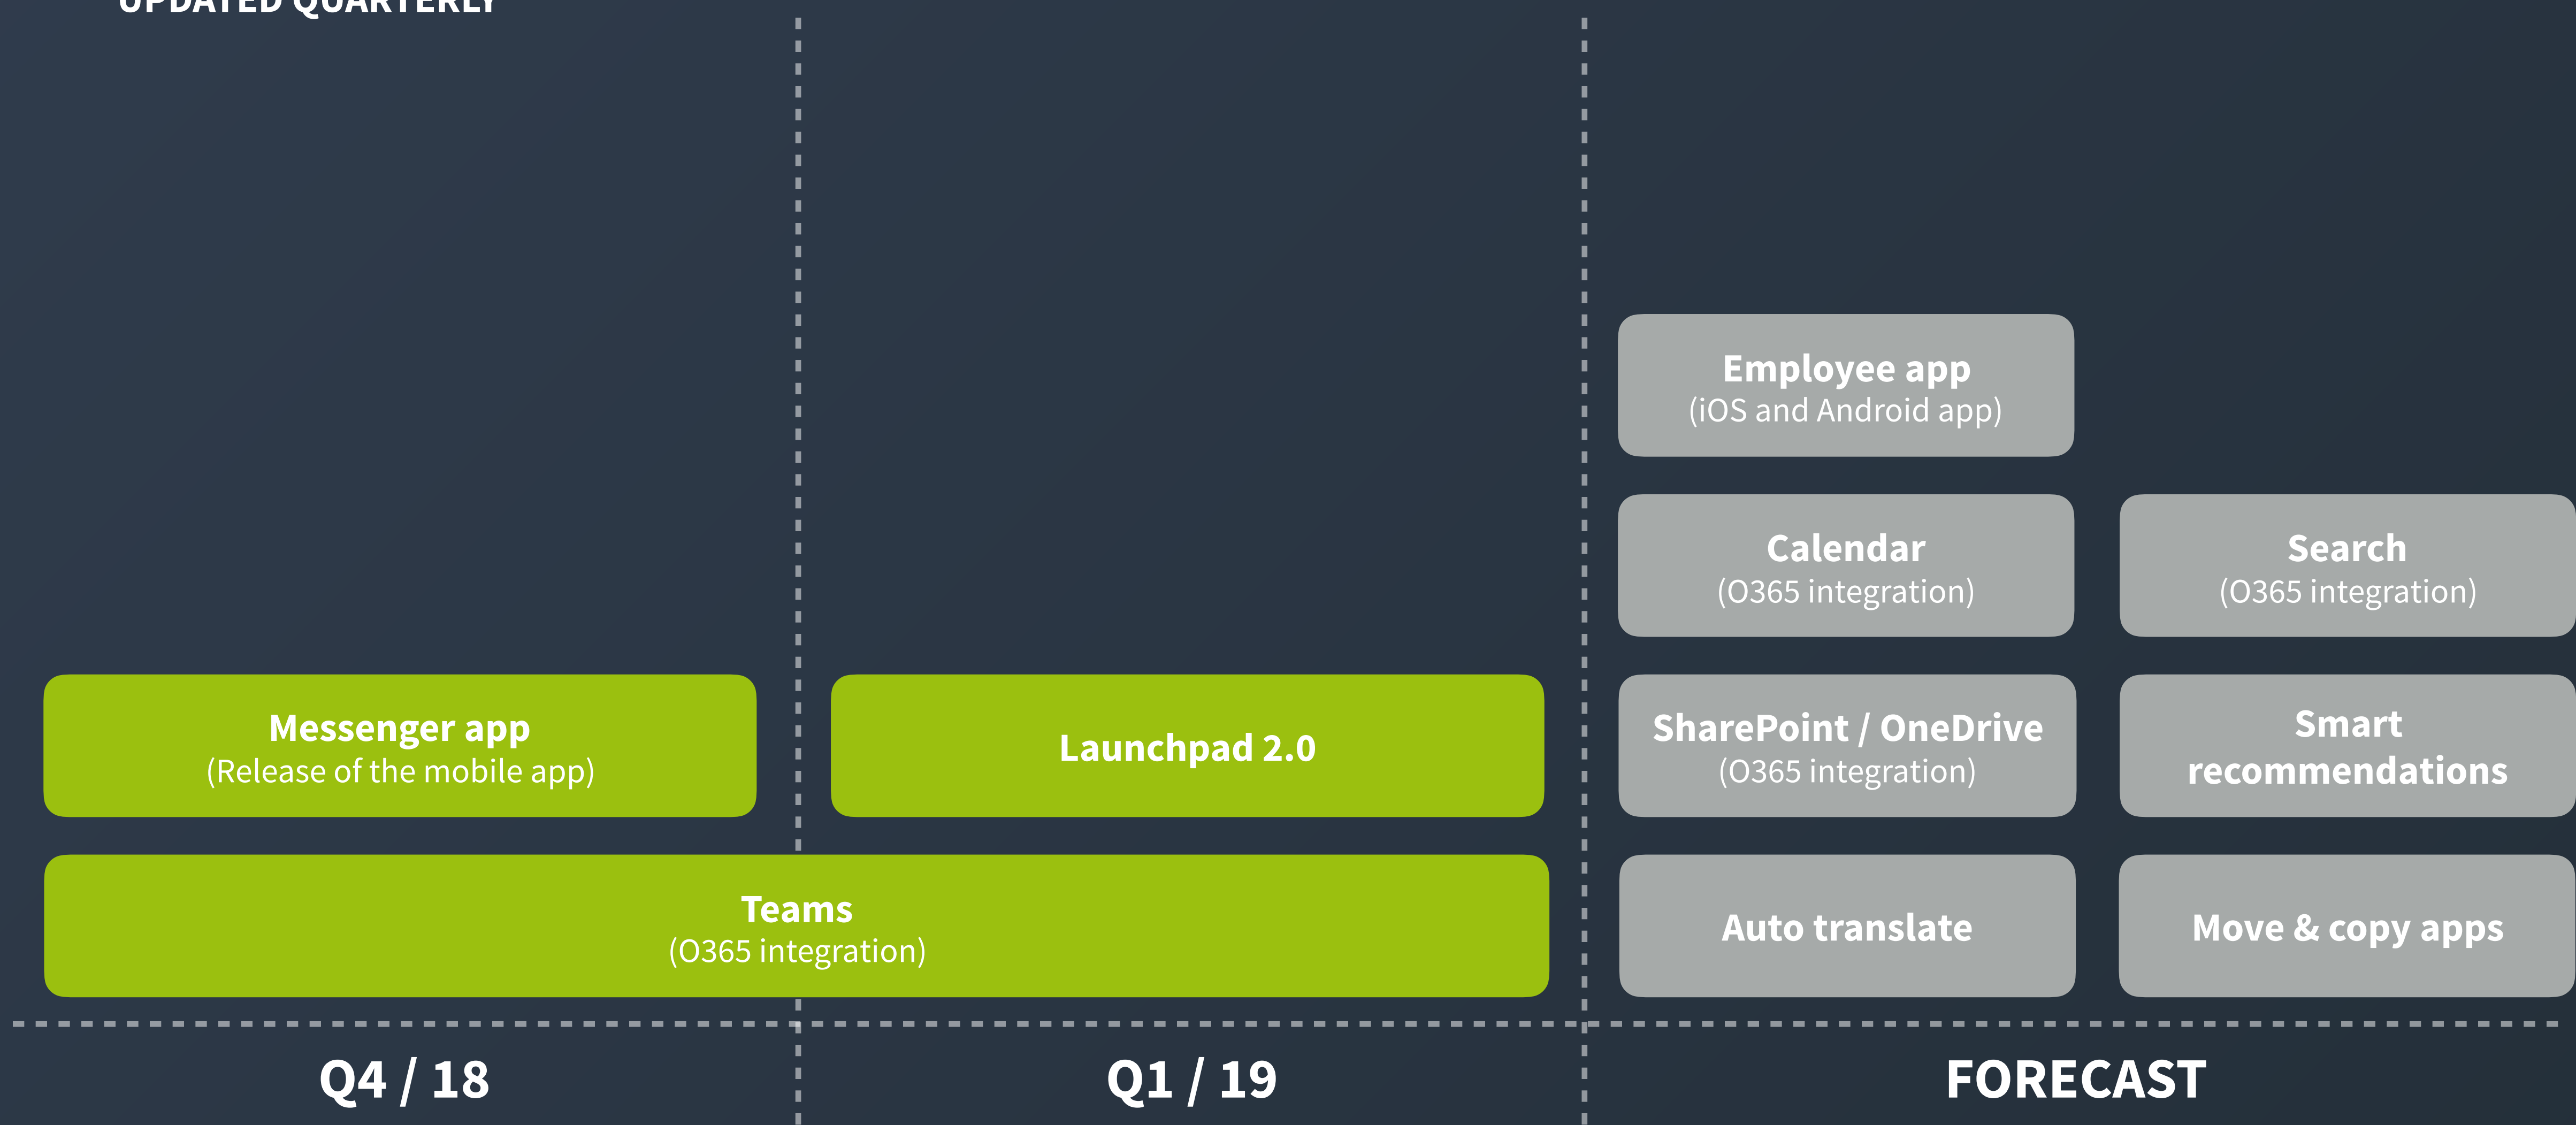 UPDATED QUARTERLY
Employee app
(iOS and Android app)
Calendar
(O365 integration)
Search
(O365 integration)
Messenger app
(Release of the mobile app)
Launchpad 2.0
SharePoint / OneDrive
(O365 integration)
Smart
recommendations
Teams
(O365 integration)
Auto translate
Move & copy apps
Q4 / 18
Q1 / 19
FORECAST